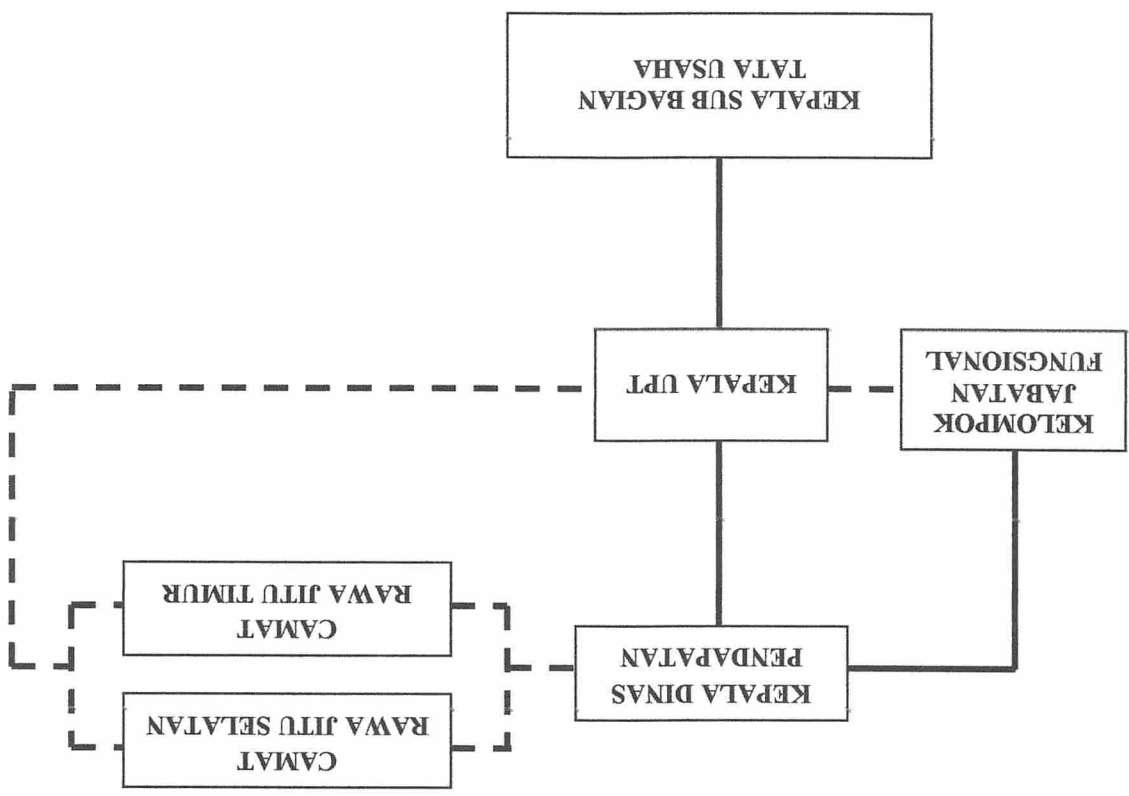 CAMAT
RAWA JITU SELATAN
KEPALA DINAS
PENDAPATAN
CAMAT
RAWA JITU TIMUR
KELOMPOK
JABATAN
FUNGSIONAL
KEPALA UPT
KEPALA SUB BAGIAN
TATA USAHA